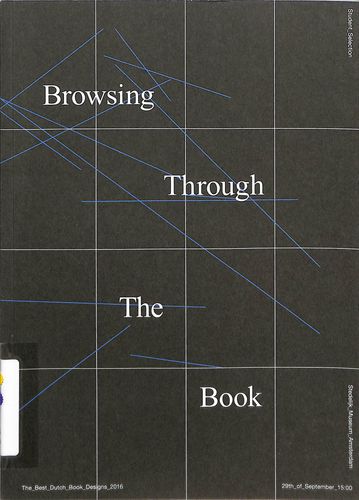 Student_Selection
Browsing
Through
The
Book
Stedelijk_Museum_Amsterdam
The_Best_Dutch_Book_Designs_2016
29th_of_September_15:00